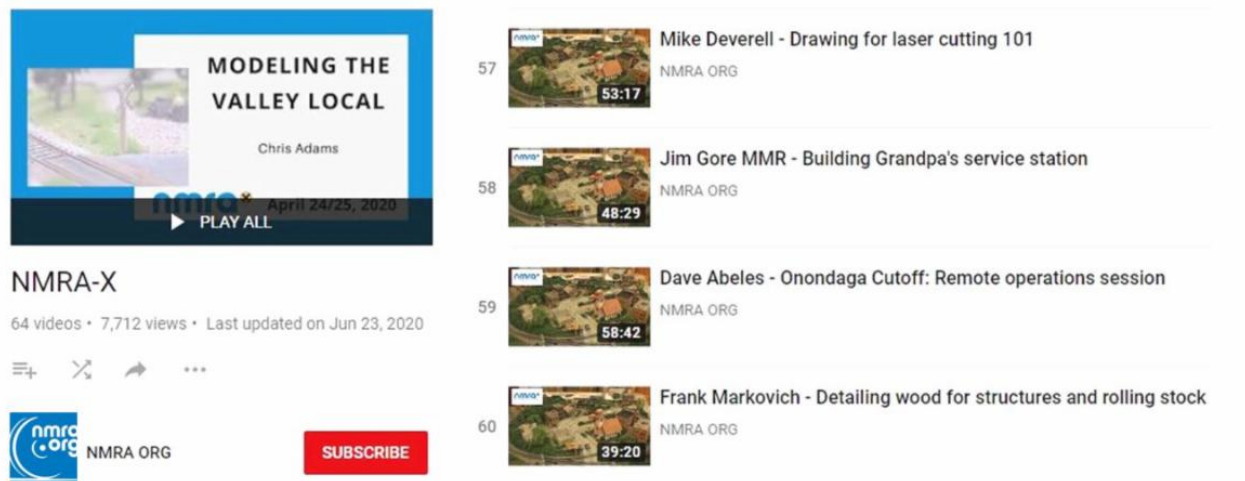 MODELING THE
VALLEY LOCAL
Chris Adams
nmra
April 24/25, 2020
PLAY ALL
NMRA-X
64 videos • 7,712 views • Last updated on Jun 23, 2020
nmra
.org
NMRA ORG
SUBSCRIBE
57
nmra
53:17
Mike Deverell - Drawing for laser cutting 101
NMRA ORG
58
nmra
48:29
Jim Gore MMR - Building Grandpa's service station
NMRA ORG
59
nmra
58:42
Dave Abeles - Onondaga Cutoff: Remote operations session
NMRA ORG
60
nmra
39:20
Frank Markovich - Detailing wood for structures and rolling stock
NMRA ORG